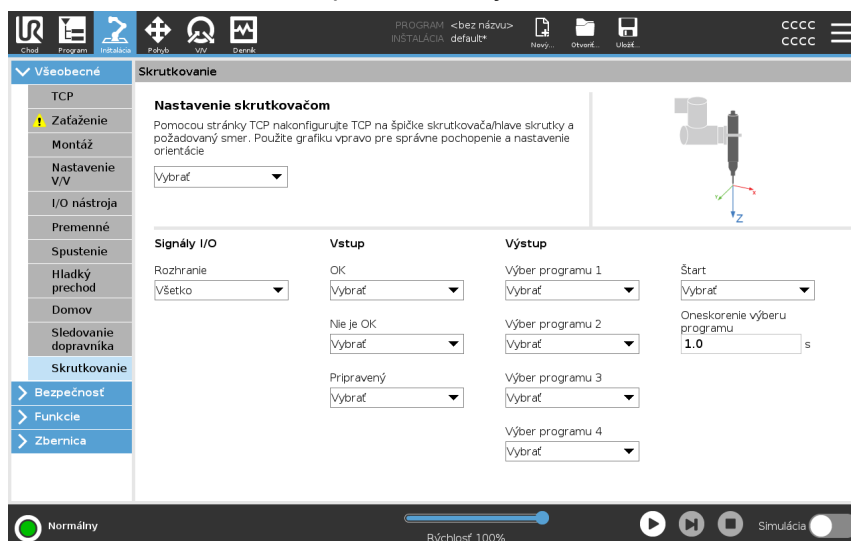 UR
PROGRAM <bez názvu>
INŠTALÁCIA default*
CCCC
CCCC
Chod Program Inštalácia Pohyb V/V Denník Nový... Otvoriť... Uložiť...
Všeobecné
Skrutkovanie
TCP
Zaťaženie
Montáž
Nastavenie
V/V
I/O nástroja
Premenné
Spustenie
Hladký
prechod
Domov
Sledovanie
dopravníka
Skrutkovanie
Bezpečnosť
Funkcie
Zbernica
Nastavenie skrutkovačom
Pomocou stránky TCP nakonfigurujte TCP na špičke skrutkovača/hlave skrutky a
požadovaný smer. Použite grafiku vpravo pre správne pochopenie a nastavenie
orientácie
Vybrať
Y
X
Z
Signály I/O
Rozhranie
Všetko
Vstup
OK
Vybrať
Nie je OK
Vybrať
Pripravený
Vybrať
Výstup
Výber programu 1
Vybrať
Výber programu 2
Vybrať
Výber programu 3
Vybrať
Výber programu 4
Vybrať
Štart
Vybrať
Oneskorenie výberu
programu
1.0 s
Normálny
Rýchlosť 100%
Simulácia